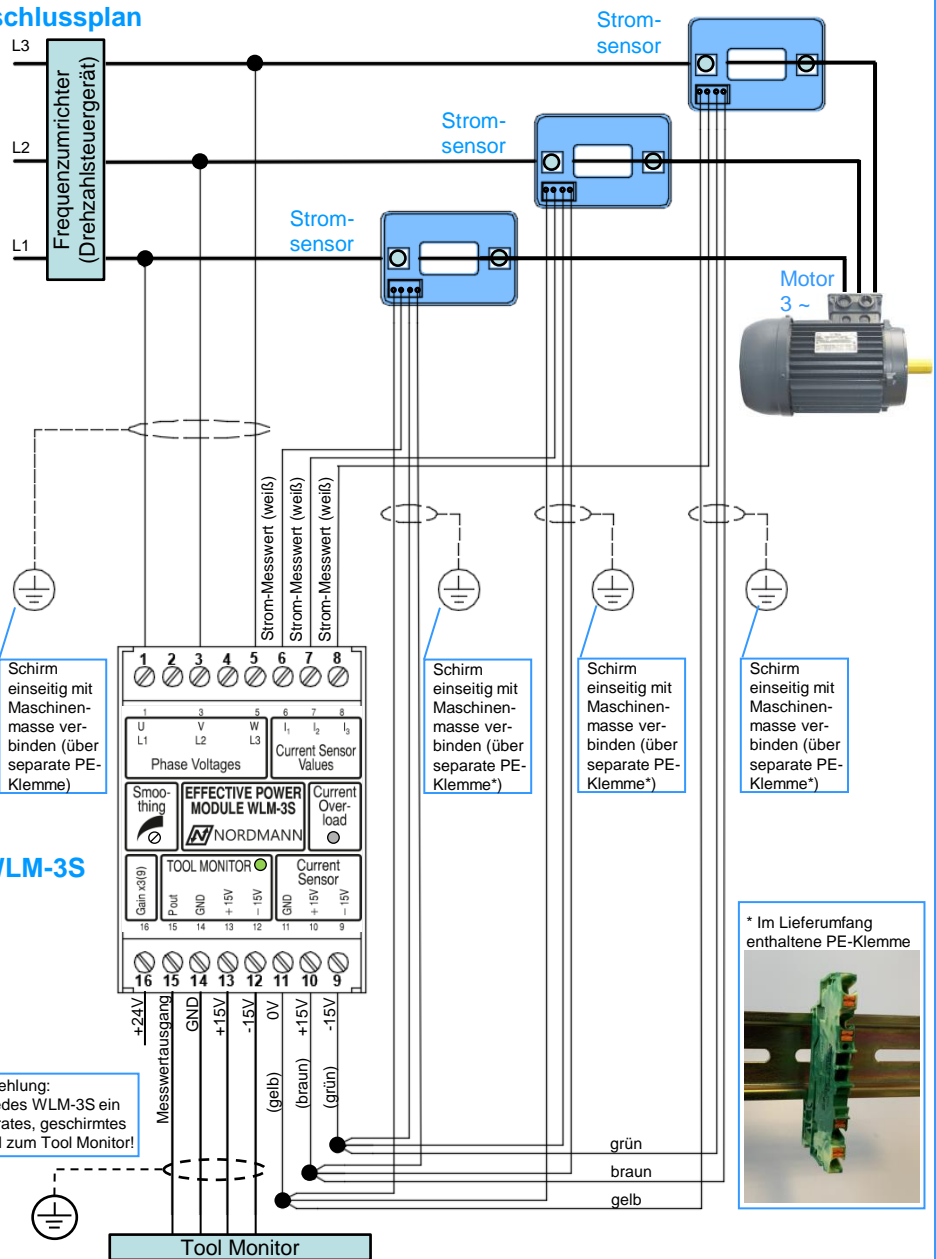 schlussplan
L3
L2
L1
Frequenzumrichter
(Drehzahlsteuergerät)
Strom-
sensor
Strom-
sensor
Strom-
sensor
Motor
3 ~
Strom-Messwert (weiß)
Strom-Messwert (weiß)
Strom-Messwert (weiß)
Schirm
einseitig mit
Maschinen-
masse ver-
binden (über
separate PE-
Klemme)
Schirm
einseitig mit
Maschinen-
masse ver-
binden (über
separate PE-
Klemme*)
Schirm
einseitig mit
Maschinen-
masse ver-
binden (über
separate PE-
Klemme*)
Schirm
einseitig mit
Maschinen-
masse ver-
binden (über
separate PE-
Klemme*)
1 2 3 4 5 6 7 8
1 3 5 6 7 8
U V W I1 I2 I3
L1 L2 L3
Phase Voltages
Current Sensor
Values
Smoo-
thing
EFFECTIVE POWER
MODULE WLM-3S
NORDMANN
Current
Over-
load
WLM-3S
TOOL MONITOR
Current
Sensor
Gain x3(9)
P out
GND
+15V
−15V
GND
+15V
−15V
16 15 14 13 12 11 10 9
16 15 14 13 12 11 10 9
+24V
Messwertausgang
GND
+15V
-15V
0V
+15V
-15V
(gelb)
(braun)
(grün)
grün
braun
gelb
* Im Lieferumfang
enthaltene PE-Klemme
ehlung:
edes WLM-3S ein
rates, geschirmtes
l zum Tool Monitor!
Tool Monitor